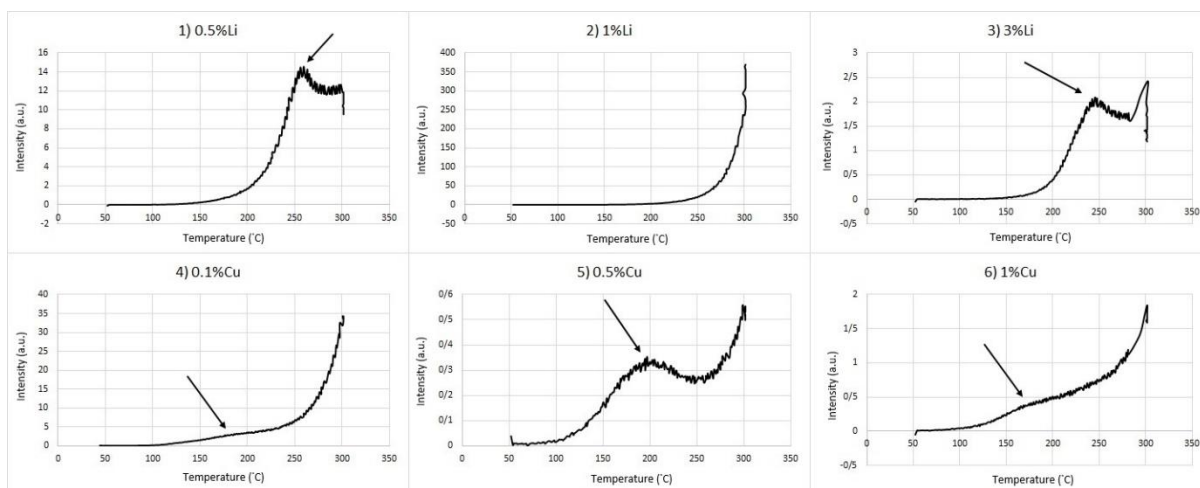 1) 0.5%Li
Intensity (a.u.)
16
14
12
10
8
6
4
2
0
-2
0 50 100 150 200 250 300 350
Temperature (˚C)
2) 1%Li
Intensity (a.u.)
400
350
300
250
200
150
100
50
0
-50
0 50 100 150 200 250 300 350
Temperature (˚C)
3) 3%Li
Intensity (a.u.)
3
2/5
2
1/5
1
0/5
0
-0/5
0 50 100 150 200 250 300 350
Temperature (˚C)
4) 0.1%Cu
Intensity (a.u.)
40
35
30
25
20
15
10
5
0
0 50 100 150 200 250 300 350
Temperature (˚C)
5) 0.5%Cu
Intensity (a.u.)
0/6
0/5
0/4
0/3
0/2
0/1
0
0 50 100 150 200 250 300 350
Temperature (˚C)
6) 1%Cu
Intensity (a.u.)
2
1/5
1
0/5
0
-0/5
0 50 100 150 200 250 300 350
Temperature (˚C)